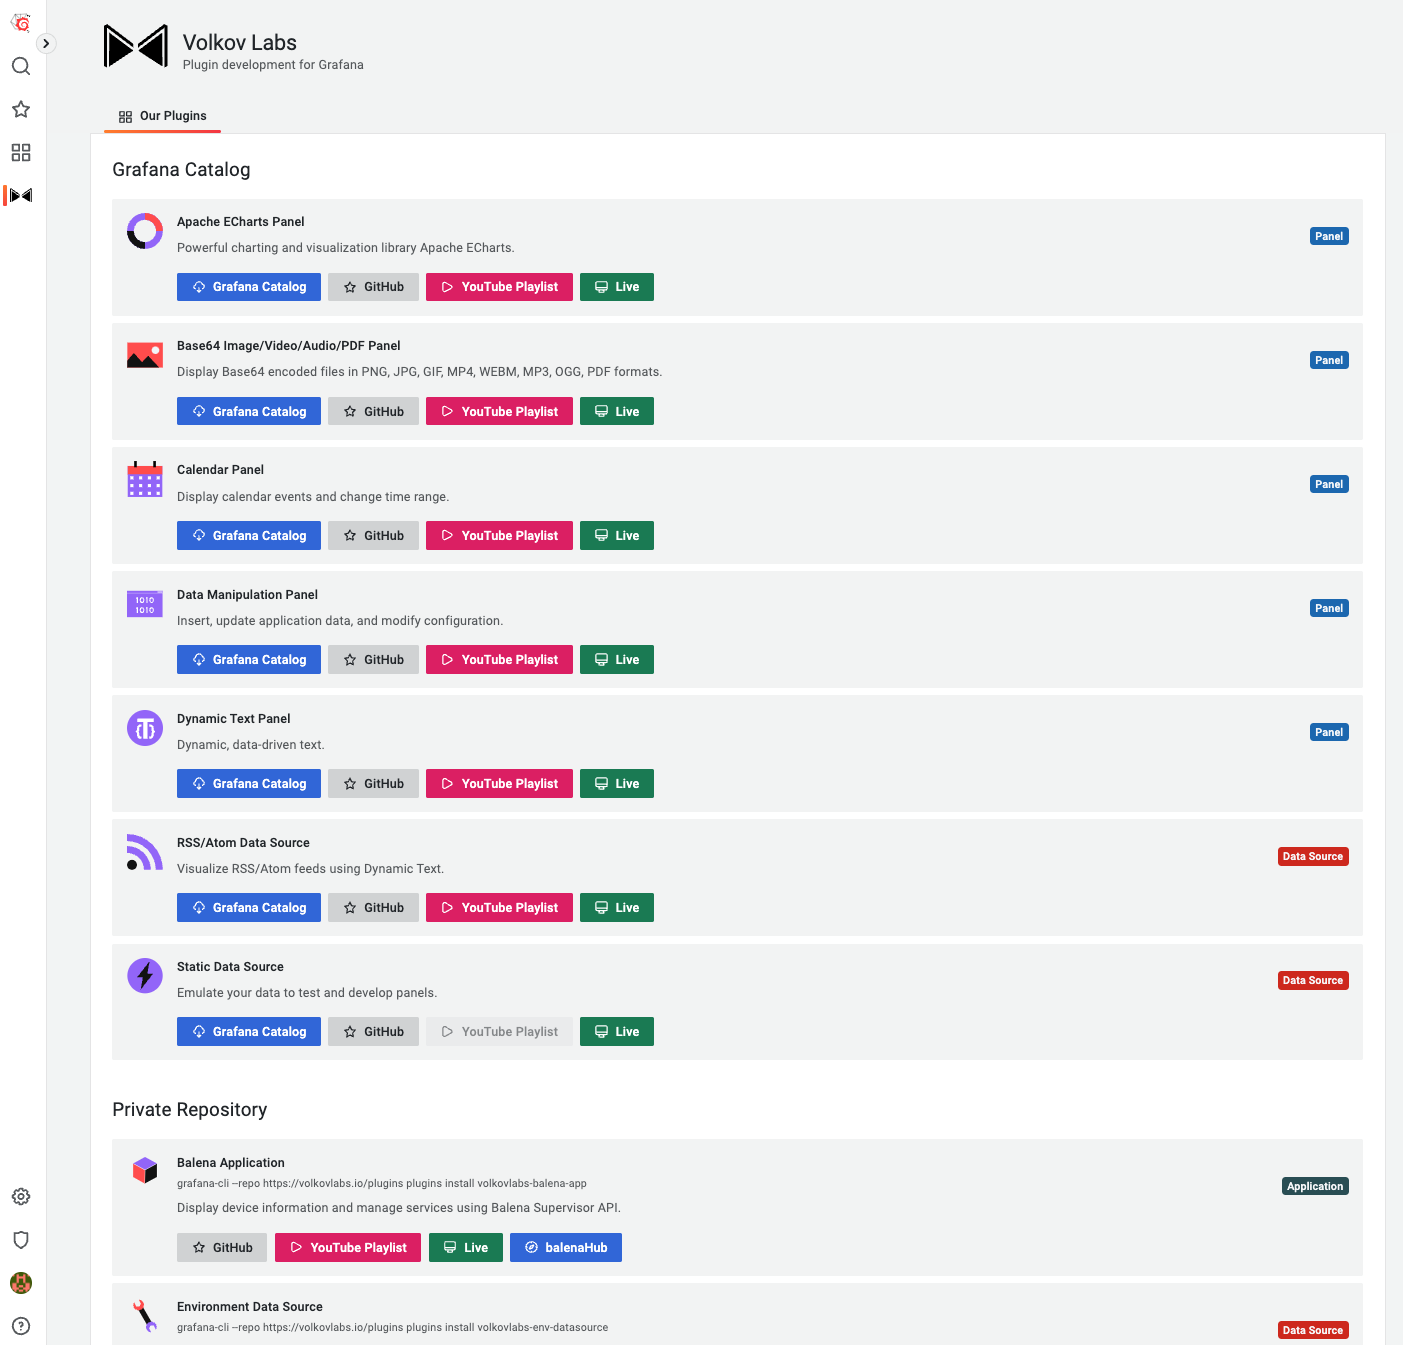 Volkov Labs
Plugin development for Grafana
Our Plugins
Grafana Catalog
Apache ECharts Panel
Panel
Powerful charting and visualization library Apache ECharts.
Grafana Catalog GitHub YouTube Playlist Live
Base64 Image/Video/Audio/PDF Panel
Panel
Display Base64 encoded files in PNG, JPG, GIF, MP4, WEBM, MP3, OGG, PDF formats.
Grafana Catalog GitHub YouTube Playlist Live
Calendar Panel
Panel
Display calendar events and change time range.
Grafana Catalog GitHub YouTube Playlist Live
1010
1010
Data Manipulation Panel
Panel
Insert, update application data, and modify configuration.
Grafana Catalog GitHub YouTube Playlist Live
{T}
Dynamic Text Panel
Panel
Dynamic, data-driven text.
Grafana Catalog GitHub YouTube Playlist Live
RSS/Atom Data Source
Data Source
Visualize RSS/Atom feeds using Dynamic Text.
Grafana Catalog GitHub YouTube Playlist Live
Static Data Source
Data Source
Emulate your data to test and develop panels.
Grafana Catalog GitHub YouTube Playlist Live
Private Repository
Balena Application
grafana-cli --repo https://volkovlabs.io/plugins plugins install volkovlabs-balena-app
Application
Display device information and manage services using Balena Supervisor API.
GitHub YouTube Playlist Live balenaHub
Environment Data Source
grafana-cli --repo https://volkovlabs.io/plugins plugins install volkovlabs-env-datasource
Data Source